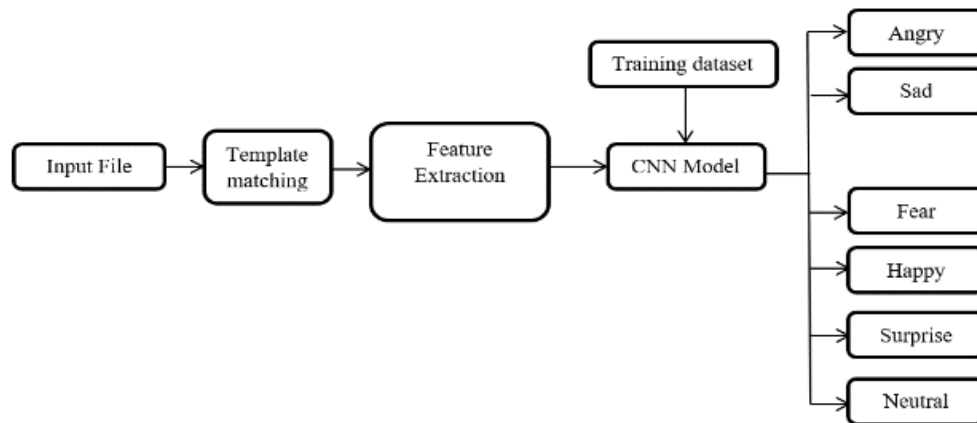 Input File
Template
matching
Feature
Extraction
Training dataset
CNN Model
Angry
Sad
Fear
Happy
Surprise
Neutral